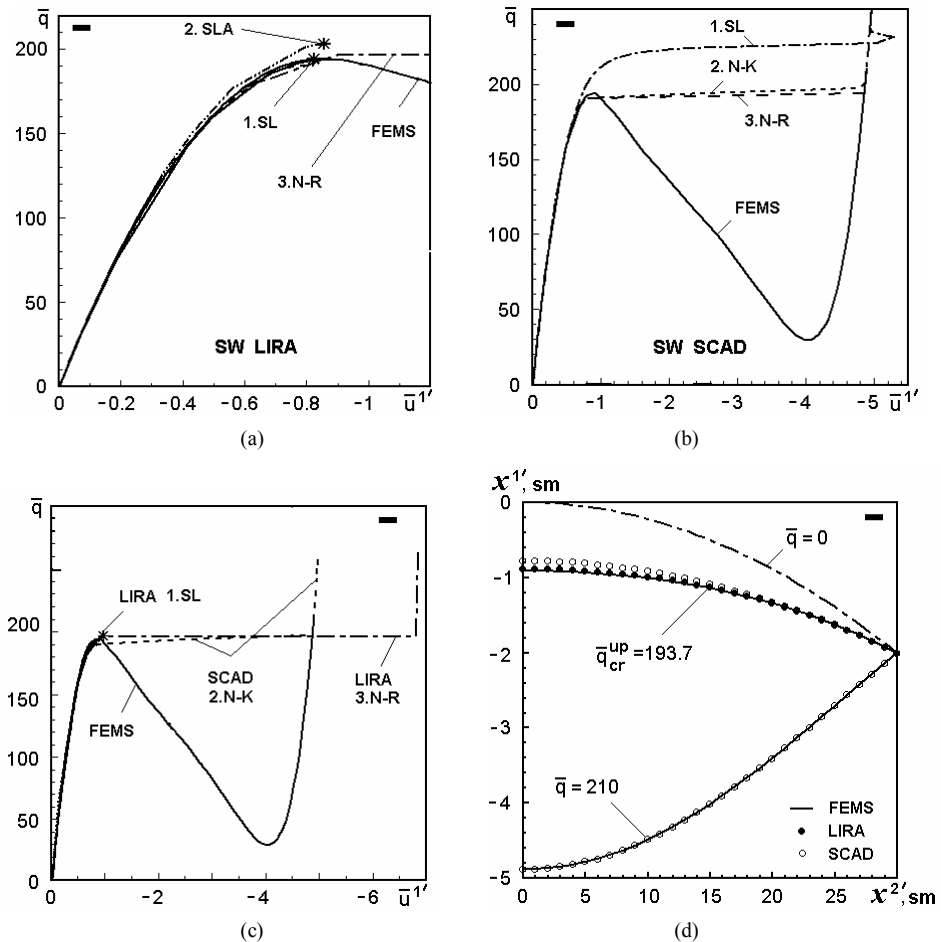 q̄
200
150
100
50
0
2. SLA
1.SL
FEMS
3.N-R
SW LIRA
0
-0.2
-0.4
-0.6
-0.8
-1
ū¹′
(a)
q̄
200
150
100
50
0
1.SL
2. N-K
3.N-R
FEMS
SW SCAD
0
-1
-2
-3
-4
-5
ū¹′
(b)
q̄
200
150
100
50
0
LIRA 1.SL
SCAD
2.N-K
LIRA
3.N-R
FEMS
0
-2
-4
-6
ū¹′
(c)
x¹′, sm
0
-1
-2
-3
-4
-5
q̄ = 0
q̄ᵘᵖcr =193.7
q̄ = 210
FEMS
LIRA
SCAD
0
5
10
15
20
25
x²′, sm
(d)